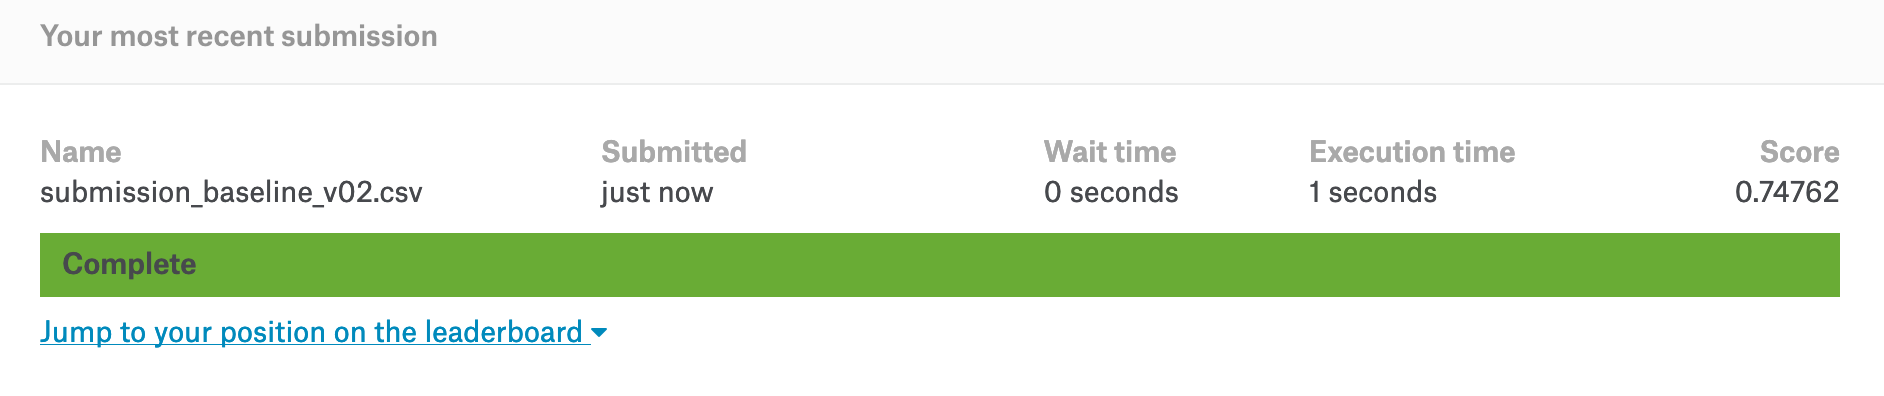 Your most recent submission
Name Submitted Wait time Execution time Score
submission_baseline_v02.csv just now 0 seconds 1 seconds 0.74762
Complete
Jump to your position on the leaderboard